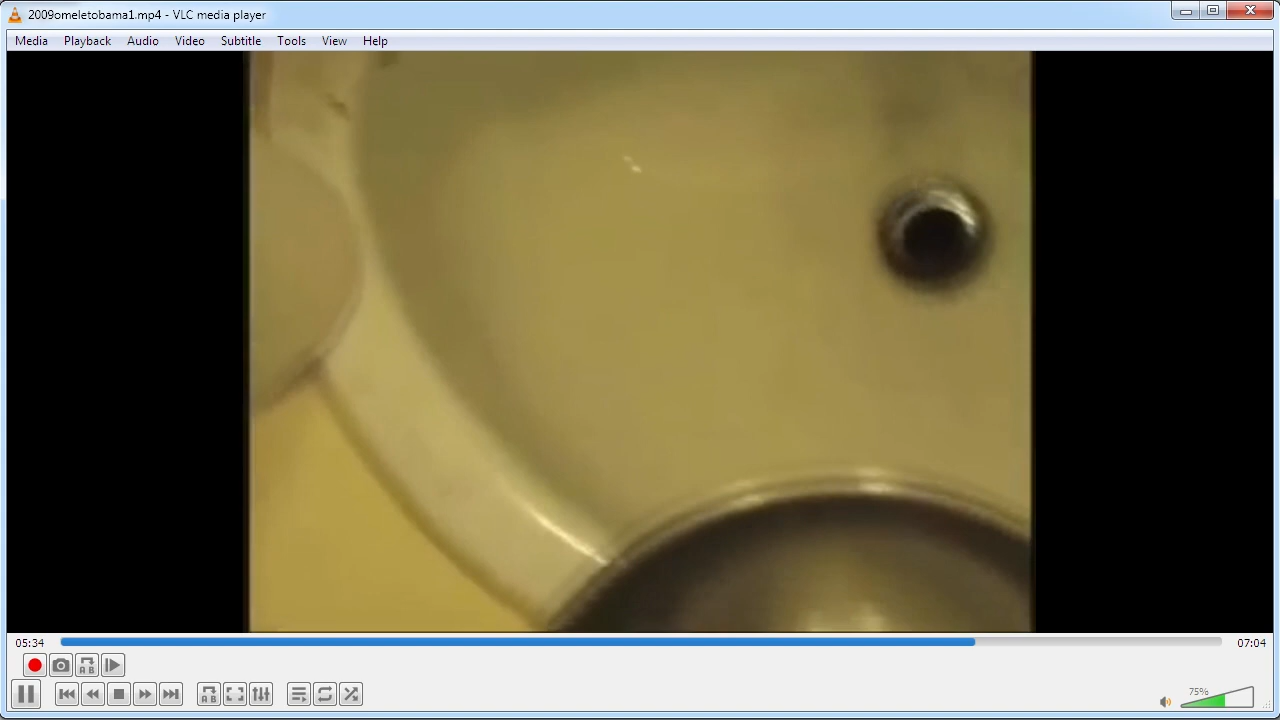 2009omeletobama1.mp4 - VLC media player
Media Playback Audio Video Subtitle Tools View Help
05:34 07:04
A B
A B
75%